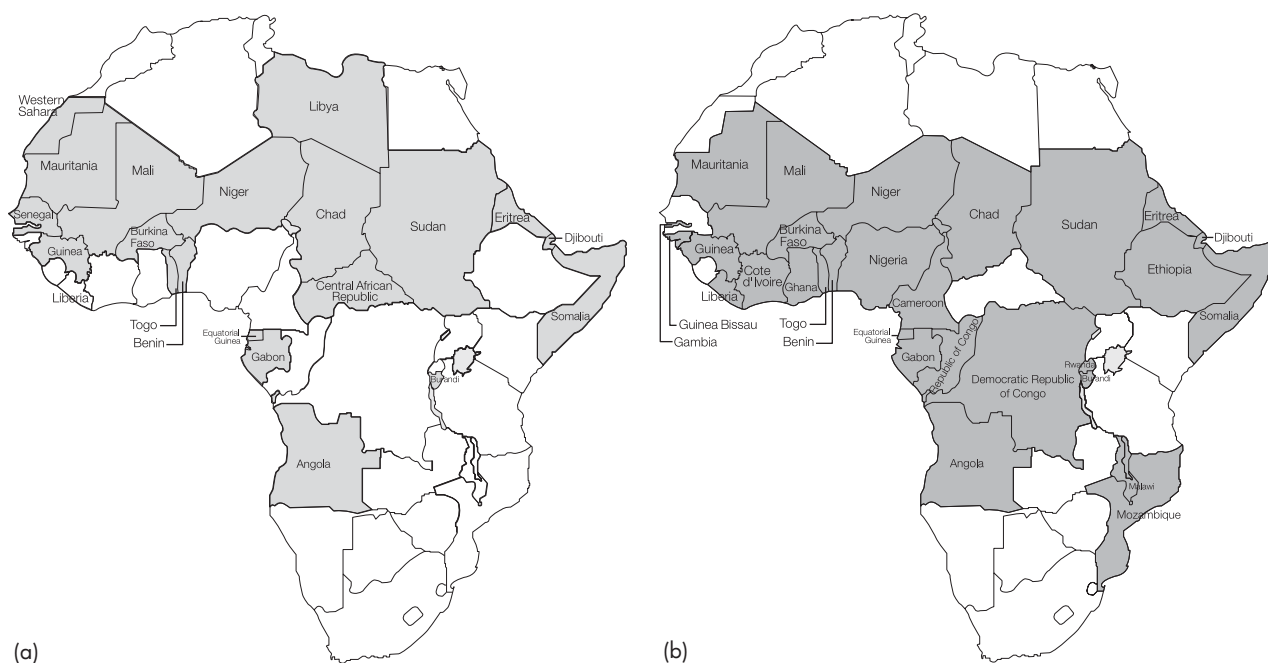 Western
Sahara
Libya
Mauritania
Mali
Niger
Chad
Sudan
Eritrea
Djibouti
Senegal
Burkina
Faso
Guinea
Liberia
Central African
Republic
Somalia
Togo
Benin
Equatorial
Guinea
Gabon
Burundi
Angola
(a)
Mauritania
Mali
Niger
Chad
Sudan
Eritrea
Djibouti
Burkina
Faso
Guinea
Cote
d'Ivoire
Ghana
Nigeria
Ethiopia
Liberia
Cameroon
Somalia
Guinea Bissau
Gambia
Togo
Benin
Equatorial
Guinea
Gabon
Republic of Congo
Democratic Republic
of Congo
Rwanda
Burundi
Angola
Malawi
Mozambique
(b)